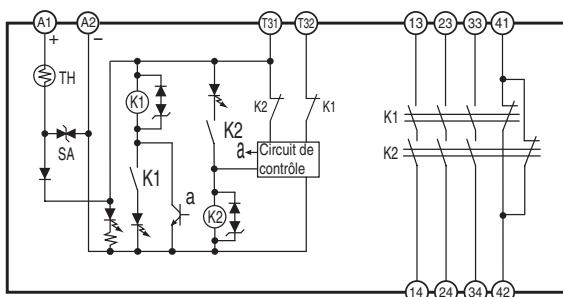 A1 A2 T31 T32 13 23 33 41
+ −
TH
K1
K2 K1
K1
K2
Circuit de
contrôle
a
K2
SA
K1
a
K2
14 24 34 42